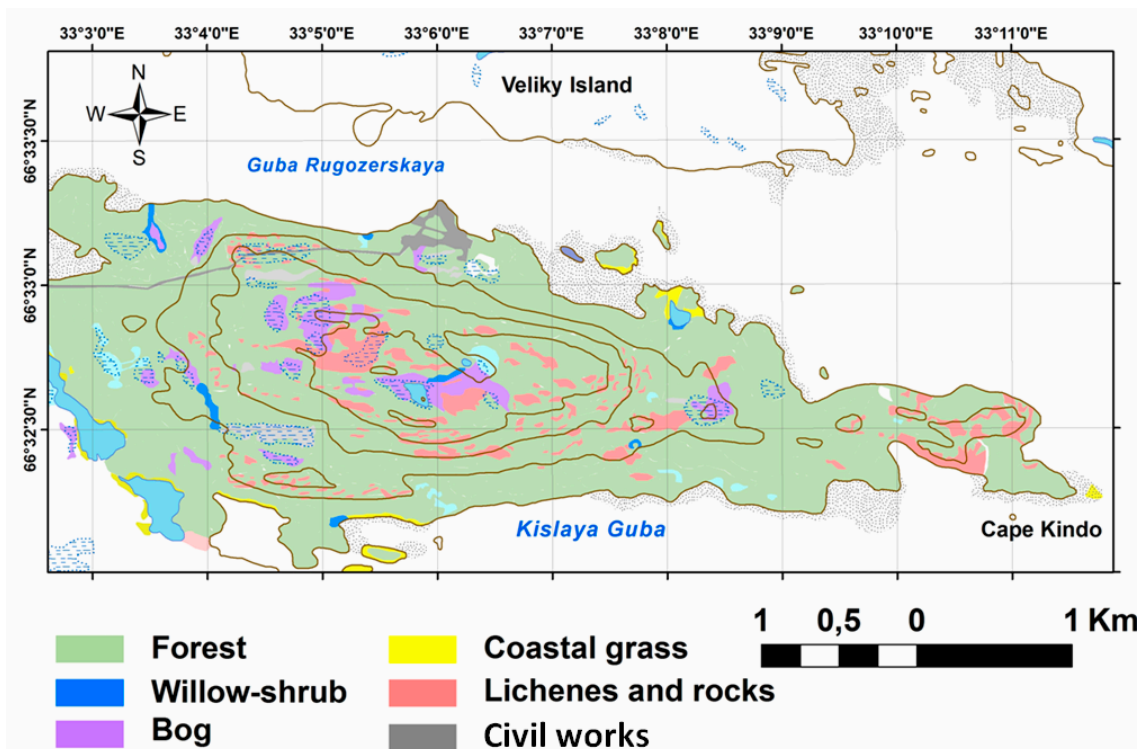 33°3'0"E 33°4'0"E 33°5'0"E 33°6'0"E 33°7'0"E 33°8'0"E 33°9'0"E 33°10'0"E 33°11'0"E
N
W E
S
Veliky Island
66°33'30"N
Guba Rugozerskaya
66°33'0"N
66°32'30"N
Kislaya Guba
Cape Kindo
1 0,5 0 1 Km
Forest
Willow-shrub
Bog
Coastal grass
Lichenes and rocks
Civil works